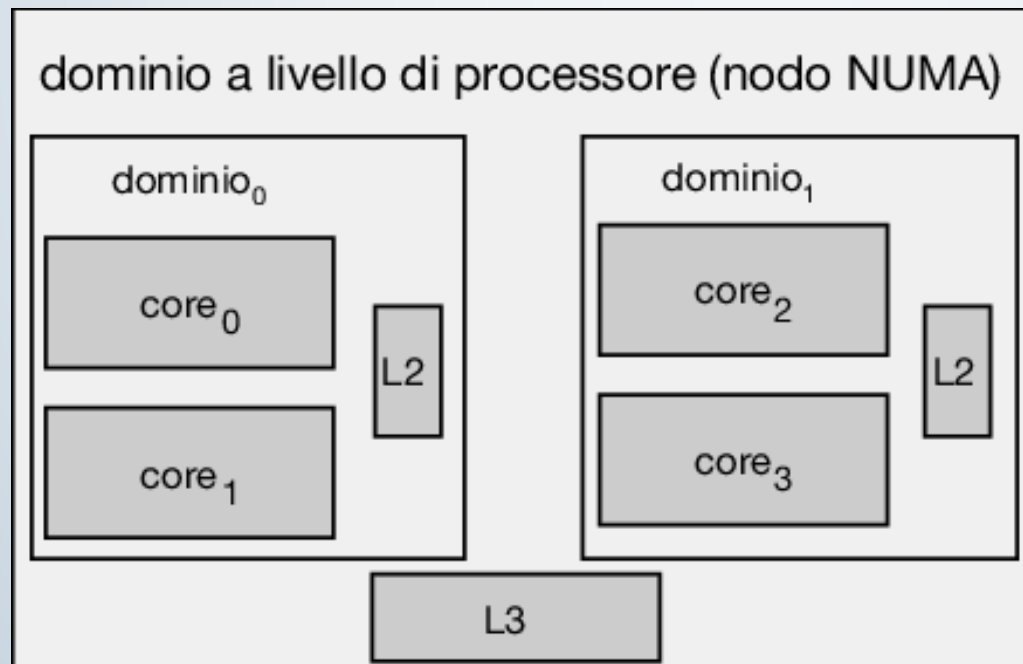 dominio a livello di processore (nodo NUMA)
dominio₀
core₀
core₁
L2
dominio₁
core₂
core₃
L2
L3